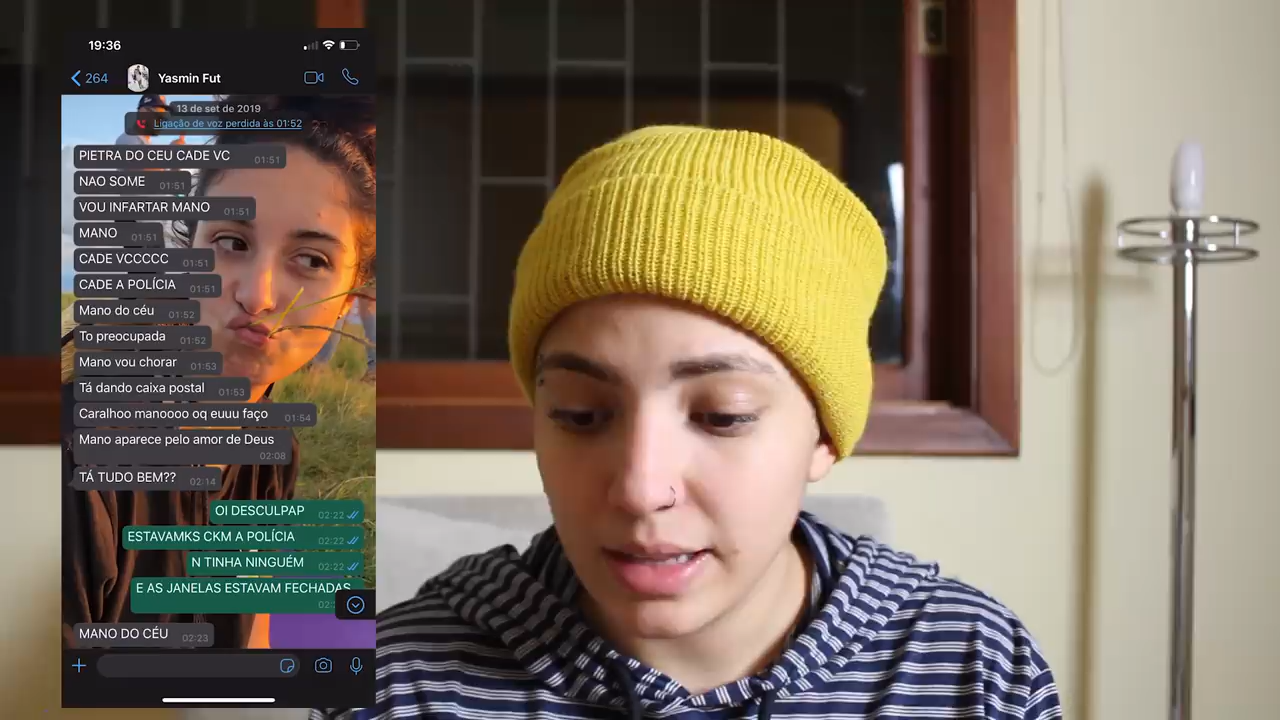 19:36
264
Yasmin Fut
13 de set de 2019
Ligação de voz perdida às 01:52
PIETRA DO CEU CADE VC 01:51
NAO SOME 01:51
VOU INFARTAR MANO 01:51
MANO 01:51
CADE VCCCCC 01:51
CADE A POLÍCIA 01:51
Mano do céu 01:52
To preocupada 01:52
Mano vou chorar 01:53
Tá dando caixa postal 01:53
Caralhoo manoooo oq euuu faço 01:54
Mano aparece pelo amor de Deus
02:08
TÁ TUDO BEM?? 02:14
OI DESCULPAP 02:22
ESTAVAMKS CKM A POLÍCIA 02:22
N TINHA NINGUÉM 02:22
E AS JANELAS ESTAVAM FECHADAS
MANO DO CÉU 02:23